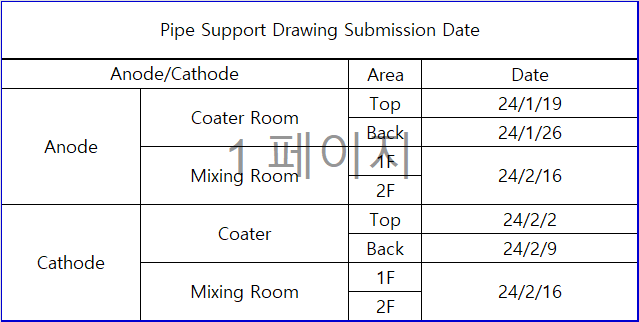 Pipe Support Drawing Submission Date
Anode/Cathode Area Date
Anode Coater Room Top 24/1/19
Back 24/1/26
1 페이지
Mixing Room 1F 24/2/16
2F
Cathode Coater Top 24/2/2
Back 24/2/9
Mixing Room 1F 24/2/16
2F